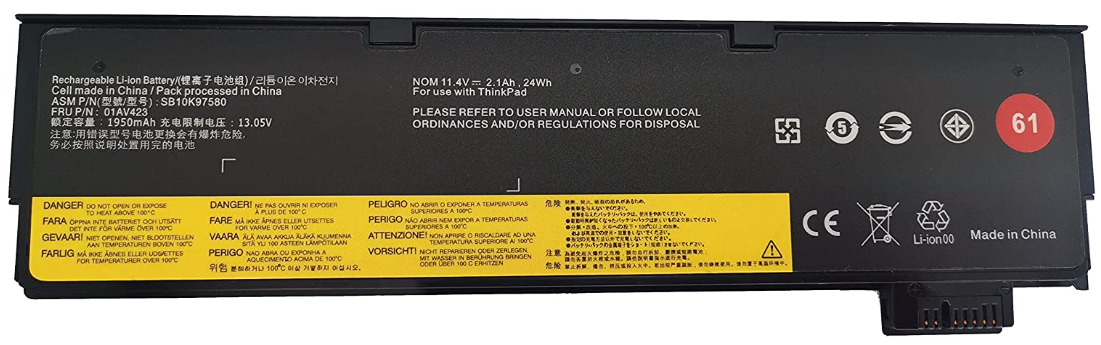 Rechargeable Li-ion Battery/(锂离子电池组)/리튬이온 이차전지
Cell made in China / Pack processed in China
ASM P/N(型號/型号) : SB10K97580
FRU P/N : 01AV423
额定容量: 1950mAh 充电限制电压 : 13.05V
注意:用错误型号电池更换会有爆炸危险.
务必按照说明处置用完的电池
NOM 11.4V 2.1Ah, 24Wh
For use with ThinkPad
PLEASE REFER TO USER MANUAL OR FOLLOW LOCAL
ORDINANCES AND/OR REGULATIONS FOR DISPOSAL
61
DANGER DO NOT OPEN OR EXPOSE
TO HEAT ABOVE 100°C
FARA ÖPPNA INTE BATTERIET OCH UTSÄTT
DET INTE FÖR VÄRME ÖVER 100°C
GEVAAR! NIET OPENEN, NIET BLOOTSTELLEN
AAN TEMPERATUREN BOVEN 100°C
FARLIG MÅ IKKE ÅPNES ELLER UDSETTES
FOR TEMPERATURER OVER 100°C
DANGER! NE PAS OUVRIR NI EXPOSER
À PLUS DE 100°C
FARE MÅ IKKE ÅPNES ELLER UTSETTES
FOR VARME OVER 100°C
VAARA ÄLÄ AVAA AKKUA ÄLÄKÄ KUUMENNA
SITÄ YLI 100 ASTEEN LÄMPÖTILAAN
PERIGO NÃO ABRA OU EXPONHA A
AQUECIMENTO ACIMA DE 100°C
위험 분해하거나 100°C 이상 가열하지 마십시오.
PELIGRO NO ABRIR O EXPONER A TEMPERATURAS
SUPERIORES A 100°C
PERIGO NÃO ABRIR NEM EXPOR A TEMPERATURAS
SUPERIORES A 100°C
ATTENZIONE! NON APRIRE O RISCALDARE AD UNA
TEMPERATURA SUPERIORE AI 100°C
VORSICHT! NICHT ÖFFNEN, ÜBERHITZEN ODER ZERLEGEN.
MIT WASSER IN BERÜHRUNG BRINGEN
ODER ÜBER 100 C ERHITZEN
危険
注意
危险
CE
Li-ion 00
Made in China